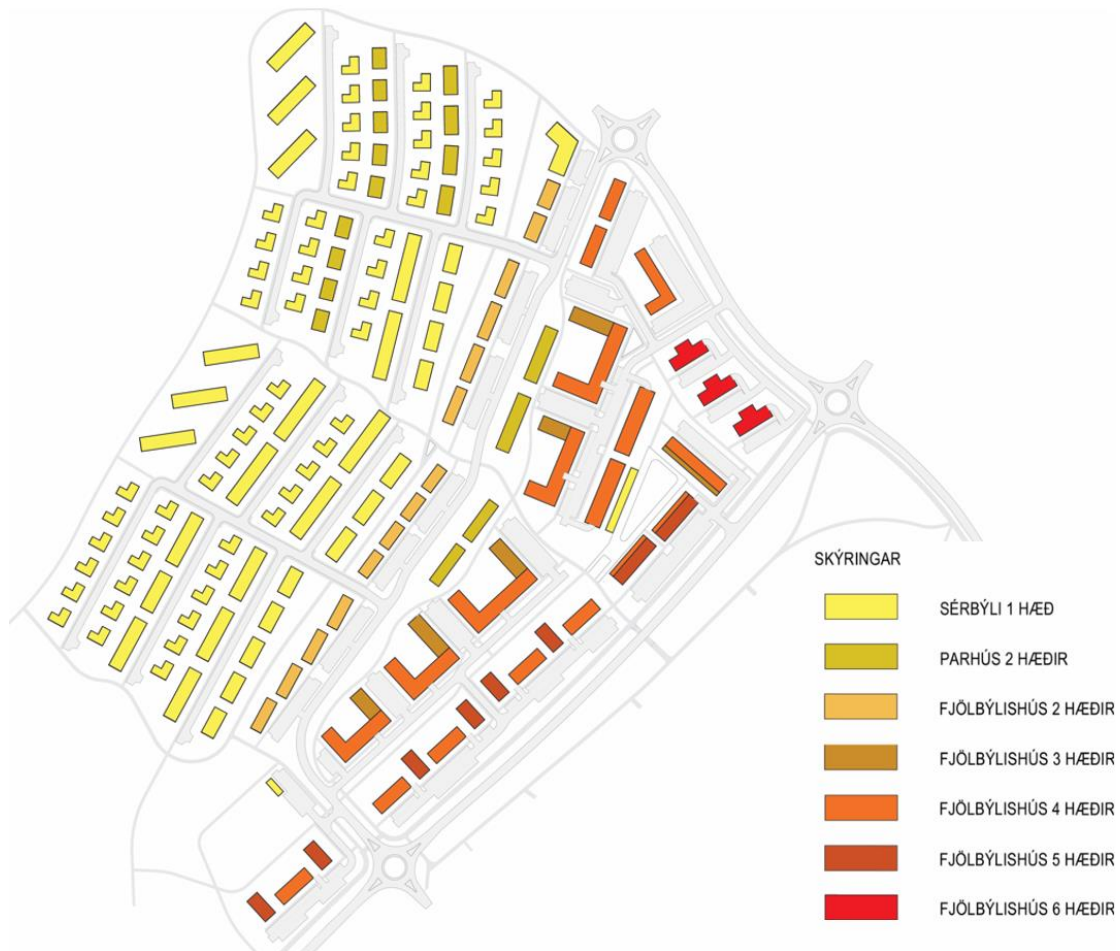 SKÝRINGAR
SÉRBÝLI 1 HÆÐ
PARHÚS 2 HÆÐIR
FJÖLBÝLISHÚS 2 HÆÐIR
FJÖLBÝLISHÚS 3 HÆÐIR
FJÖLBÝLISHÚS 4 HÆÐIR
FJÖLBÝLISHÚS 5 HÆÐIR
FJÖLBÝLISHÚS 6 HÆÐIR